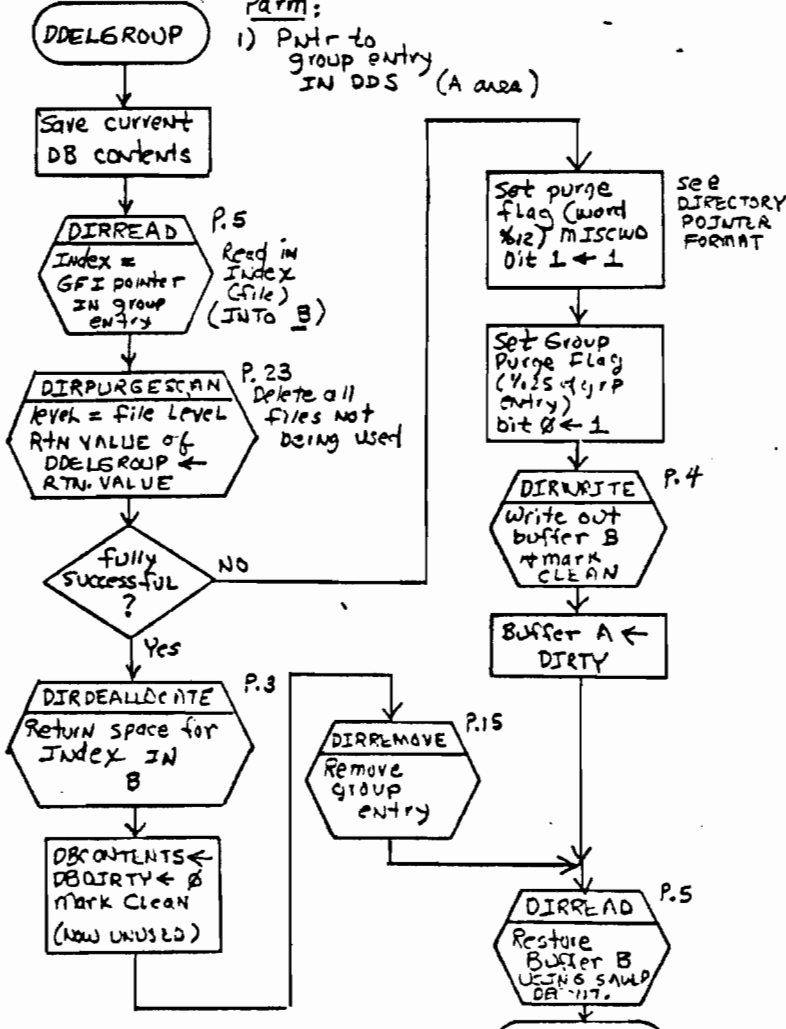 Parm:
DDELGROUP
1) Pntr to
group entry
IN DDS (A area)
Save current
DB contents
DIRREAD
P.5
Index =
GFI pointer
IN group
entry
Read in
Index
(file)
(INTO B)
DIRPURGESCAN
P. 23
level = file level
RTN VALUE of
DDELGROUP ←
RTN. VALUE
Delete all
files not
being used
fully
successful
?
NO
Yes
DIRDEALLOCATE
P.3
Return space for
Index IN
B
DBCONTENTS ←
DBDIRTY ← Ø
Mark Clean
(NOW UNUSED)
DIRREMOVE
P.15
Remove
group
entry
Set purge
flag (word
%12) MISCWD
bit 1 ← 1
see
DIRECTORY
POINTER
FORMAT
Set Group
Purge Flag
(%25 of grp
entry)
bit Ø ← 1
DIRWRITE
P.4
Write out
buffer B
+ mark
CLEAN
Buffer A ←
DIRTY
DIRREAD
P.5
Restore
Buffer B
USING SAVED